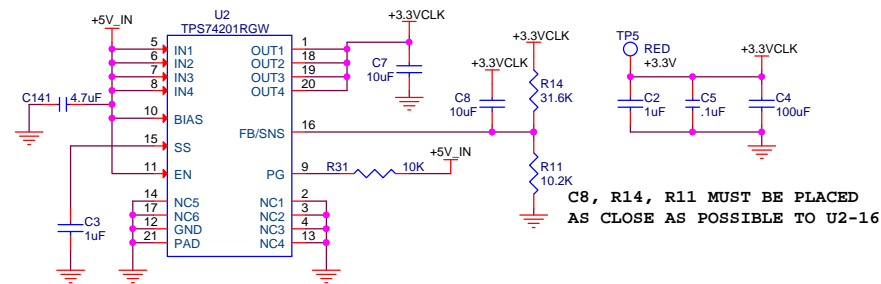 U2
TPS74201RGW
+5V_IN
5 IN1
6 IN2
7 IN3
8 IN4
10 BIAS
15 SS
11 EN
14 NC5
17 NC6
12 GND
21 PAD
OUT1 1
OUT2 18
OUT3 19
OUT4 20
FB/SNS 16
PG 9
NC1 2
NC2 3
NC3 4
NC4 13
C141 4.7uF
C3
1uF
+3.3VCLK
C7
10uF
+3.3VCLK
C8
10uF
+3.3VCLK
R14
31.6K
R11
10.2K
R31 10K
+5V_IN
TP5
RED
+3.3V
+3.3VCLK
C2
1uF
C5
.1uF
C4
100uF
C8, R14, R11 MUST BE PLACED
AS CLOSE AS POSSIBLE TO U2-16